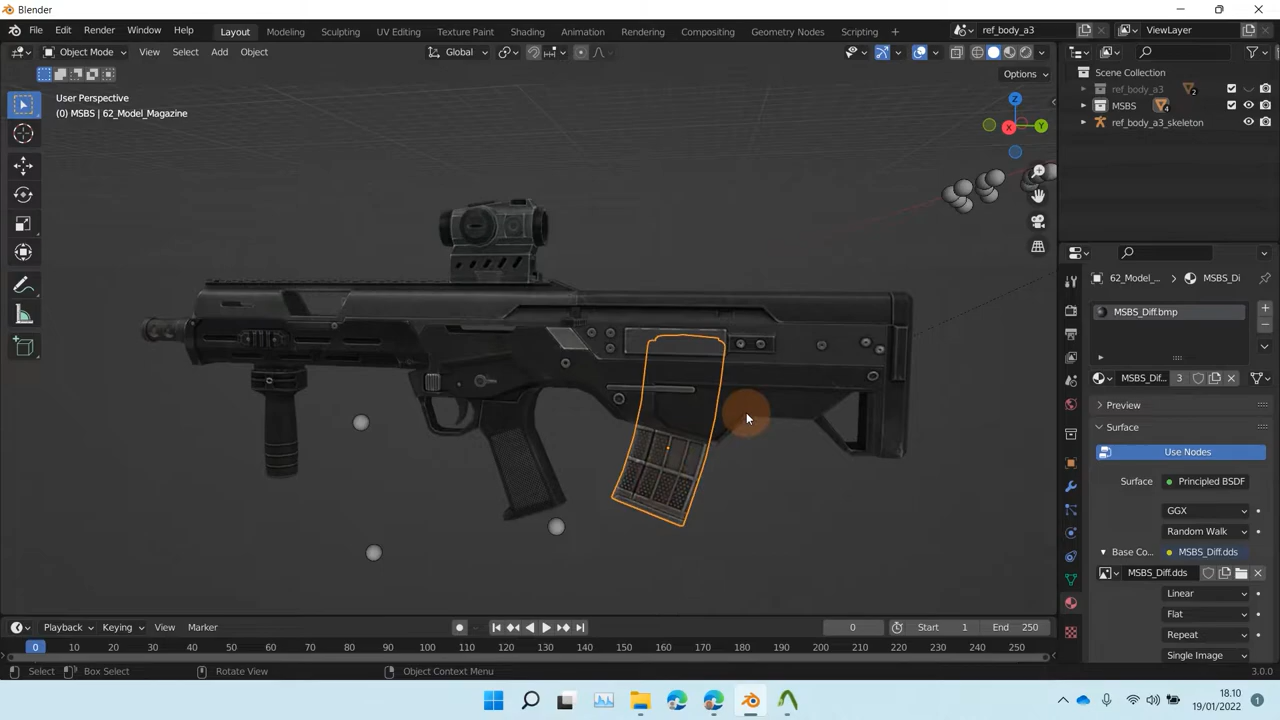 Blender
File Edit Render Window Help Layout Modeling Sculpting UV Editing Texture Paint Shading Animation Rendering Compositing Geometry Nodes Scripting + ref_body_a3 ViewLayer
Object Mode View Select Add Object Global
Options
User Perspective
(0) MSBS | 62_Model_Magazine
Z
X Y
Scene Collection
ref_body_a3 2
MSBS 4
ref_body_a3_skeleton
62_Model_... MSBS_Di
MSBS_Diff.bmp
MSBS_Dif... 3
Preview
Surface
Use Nodes
Surface Principled BSDF
GGX
Random Walk
Base Co... MSBS_Diff.dds
MSBS_Diff.dds
Linear
Flat
Repeat
Single Image
Playback Keying View Marker 0 Start 1 End 250
0 10 20 30 40 50 60 70 80 90 100 110 120 130 140 150 160 170 180 190 200 210 220 230 240 250
Select Box Select Rotate View Object Context Menu 3.0.0
18.10
19/01/2022
1